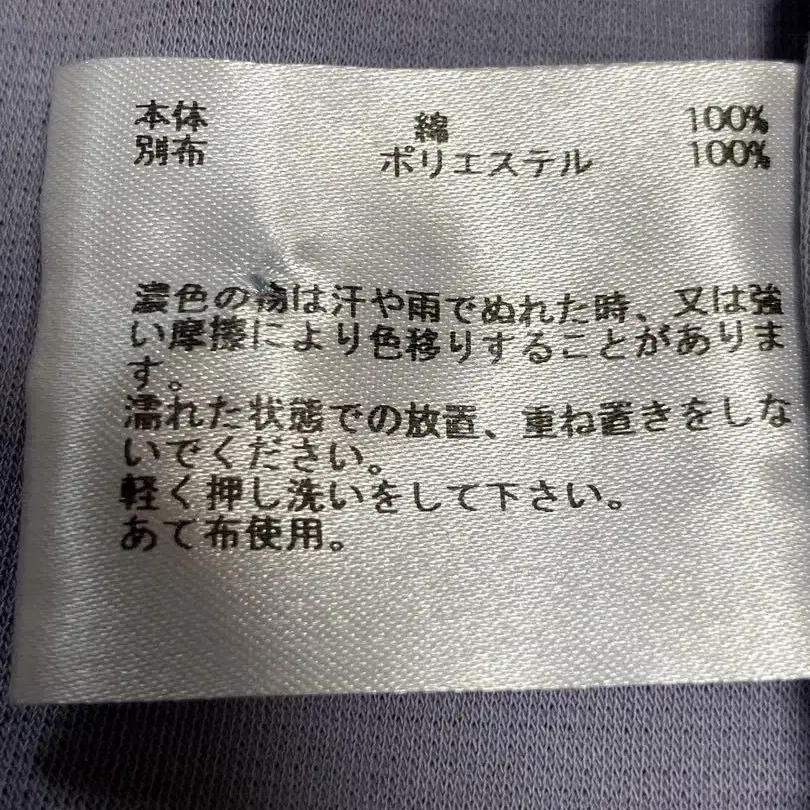 本体 綿 100%
別布 ポリエステル 100%
濃色の物は汗や雨でぬれた時、又は強
い摩擦により色移りすることがありま
す。
濡れた状態での放置、重ね置きをしな
いでください。
軽く押し洗いをして下さい。
あて布使用。